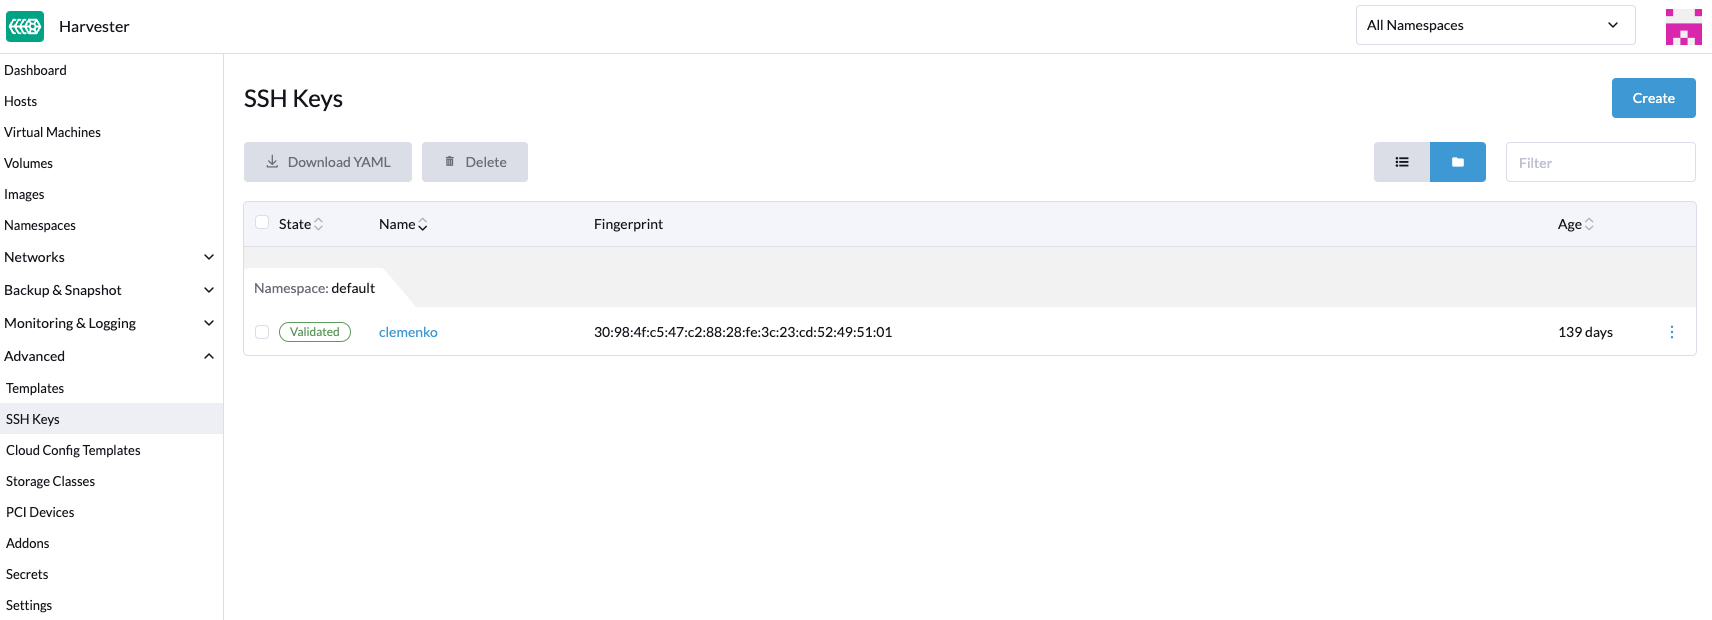 Harvester
All Namespaces
Dashboard
Hosts
Virtual Machines
Volumes
Images
Namespaces
Networks
Backup & Snapshot
Monitoring & Logging
Advanced
Templates
SSH Keys
Cloud Config Templates
Storage Classes
PCI Devices
Addons
Secrets
Settings
SSH Keys
Create
Download YAML
Delete
Filter
State Name Fingerprint Age
Namespace: default
Validated clemenko 30:98:4f:c5:47:c2:88:28:fe:3c:23:cd:52:49:51:01 139 days